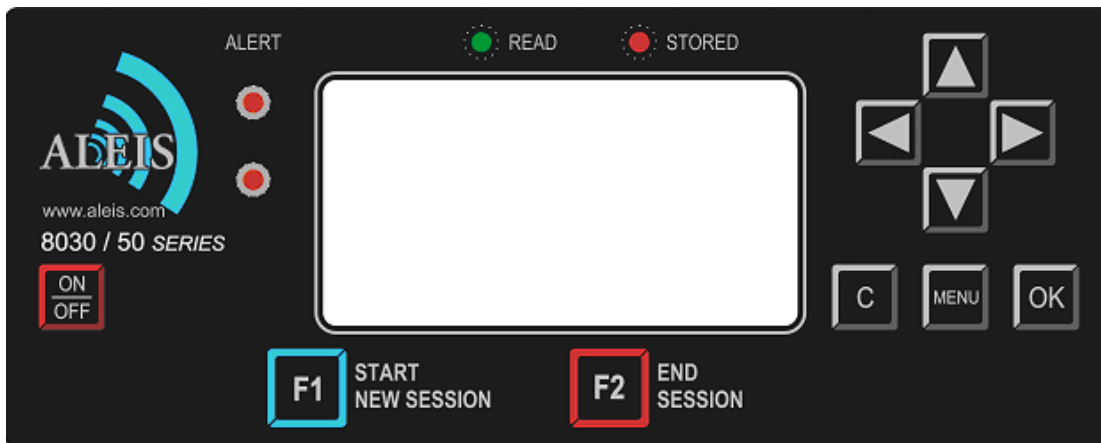 ALERT
READ
STORED
ALEIS
www.aleis.com
8030 / 50 SERIES
ON
OFF
C
MENU
OK
F1
START
NEW SESSION
F2
END
SESSION